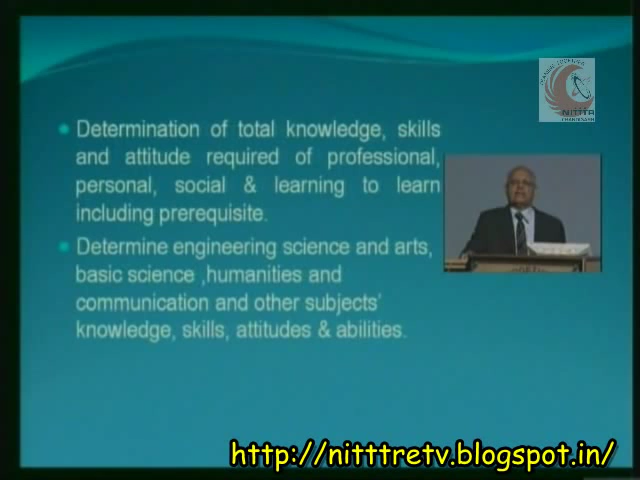 NITTTR
CHANDIGARH
Determination of total knowledge, skills
and attitude required of professional,
personal, social & learning to learn
including prerequisite.
Determine engineering science and arts,
basic science ,humanities and
communication and other subjects'
knowledge, skills, attitudes & abilities.
http://nitttretv.blogspot.in/